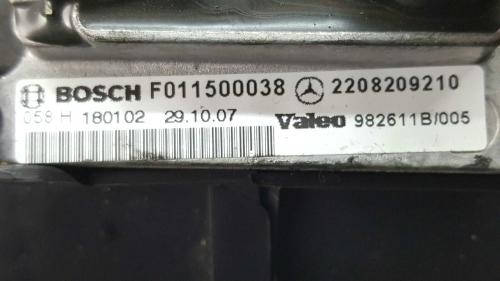 BOSCH F011500038 2208209210
058 H 180102 29.10.07 Valeo 982611B/005